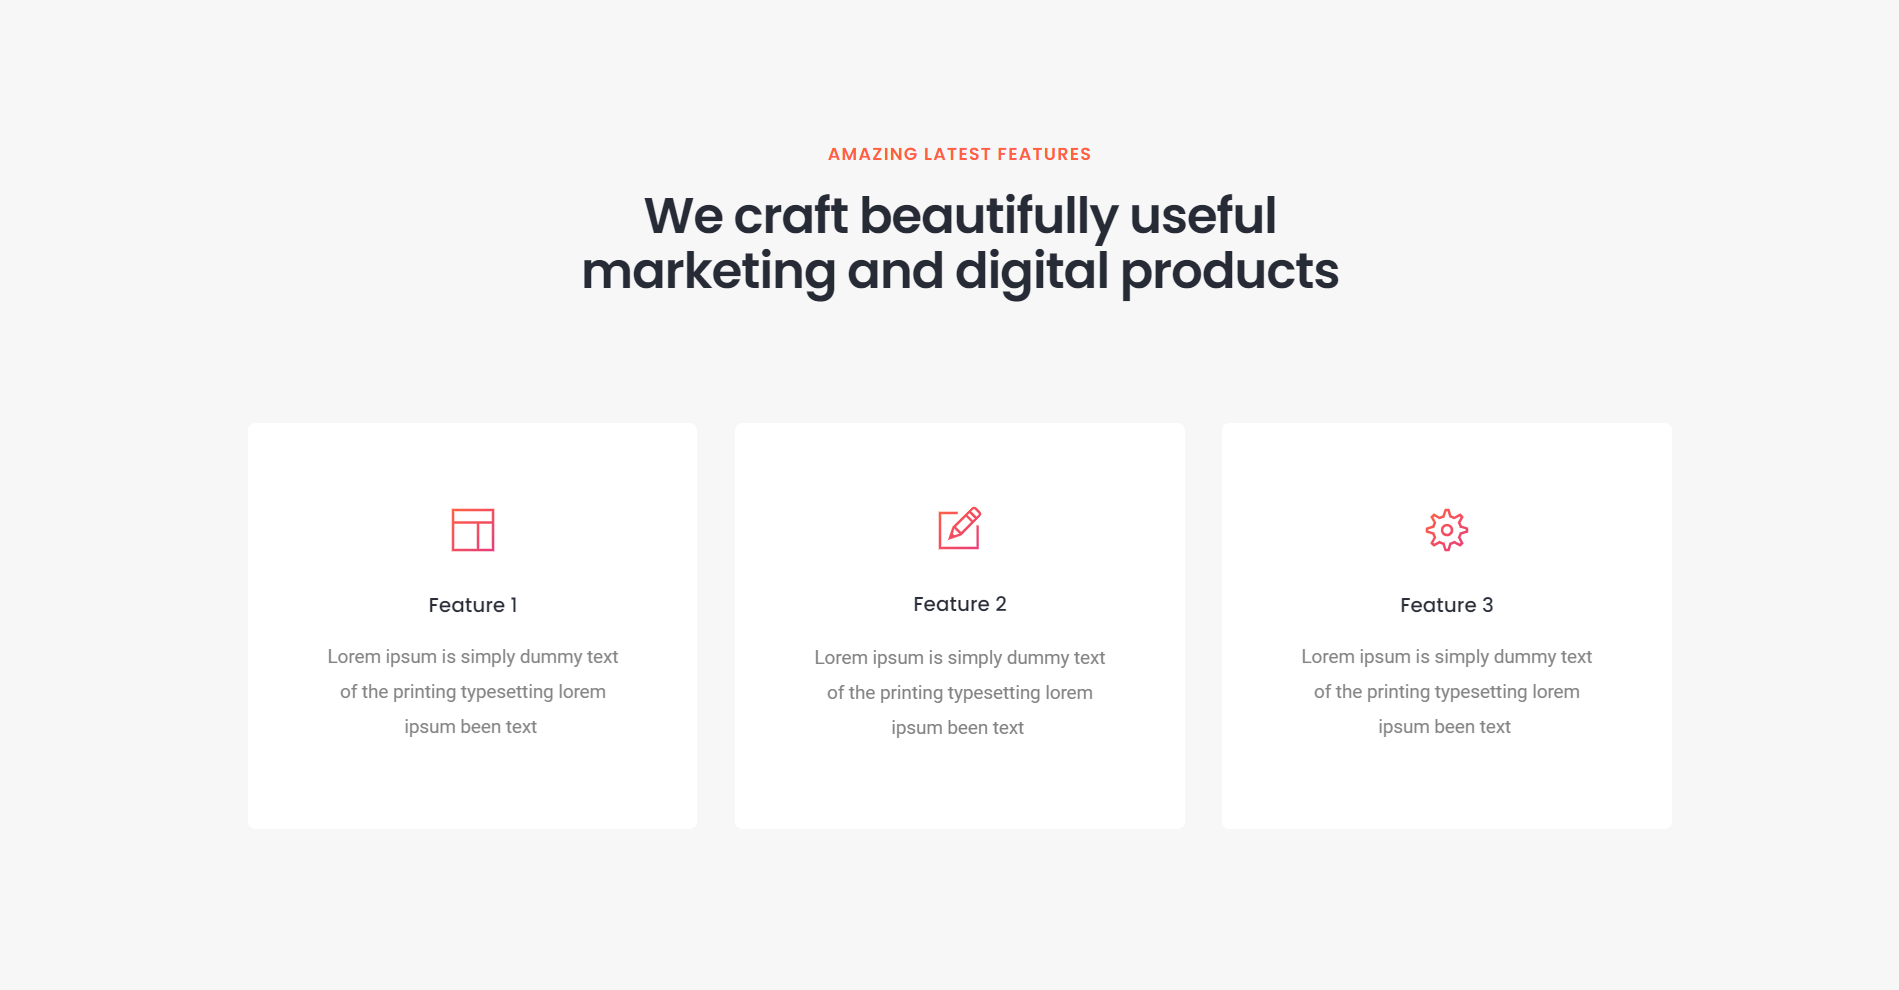 AMAZING LATEST FEATURES
We craft beautifully useful
marketing and digital products
Feature 1
Lorem ipsum is simply dummy text
of the printing typesetting lorem
ipsum been text
Feature 2
Lorem ipsum is simply dummy text
of the printing typesetting lorem
ipsum been text
Feature 3
Lorem ipsum is simply dummy text
of the printing typesetting lorem
ipsum been text